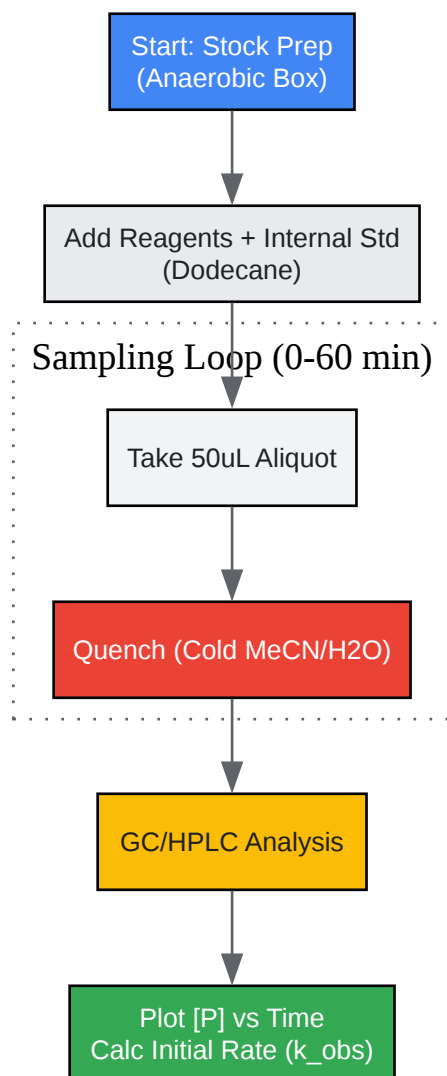 Start: Stock Prep
(Anaerobic Box)
Add Reagents + Internal Std
(Dodecane)
Sampling Loop (0-60 min)
Take 50uL Aliquot
Quench (Cold MeCN/H2O)
GC/HPLC Analysis
Plot [P] vs Time
Calc Initial Rate (k_obs)